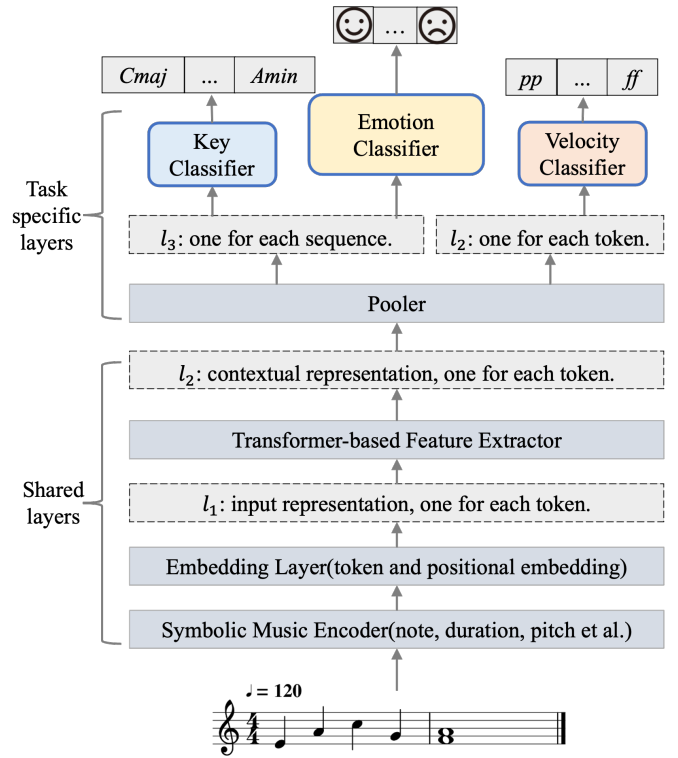 ...
Cmaj ... Amin
pp ... ff
Key
Classifier
Emotion
Classifier
Velocity
Classifier
Task
specific
layers
l₃: one for each sequence.
l₂: one for each token.
Pooler
l₂: contextual representation, one for each token.
Transformer-based Feature Extractor
Shared
layers
l₁: input representation, one for each token.
Embedding Layer(token and positional embedding)
Symbolic Music Encoder(note, duration, pitch et al.)
♩ = 120
4
4